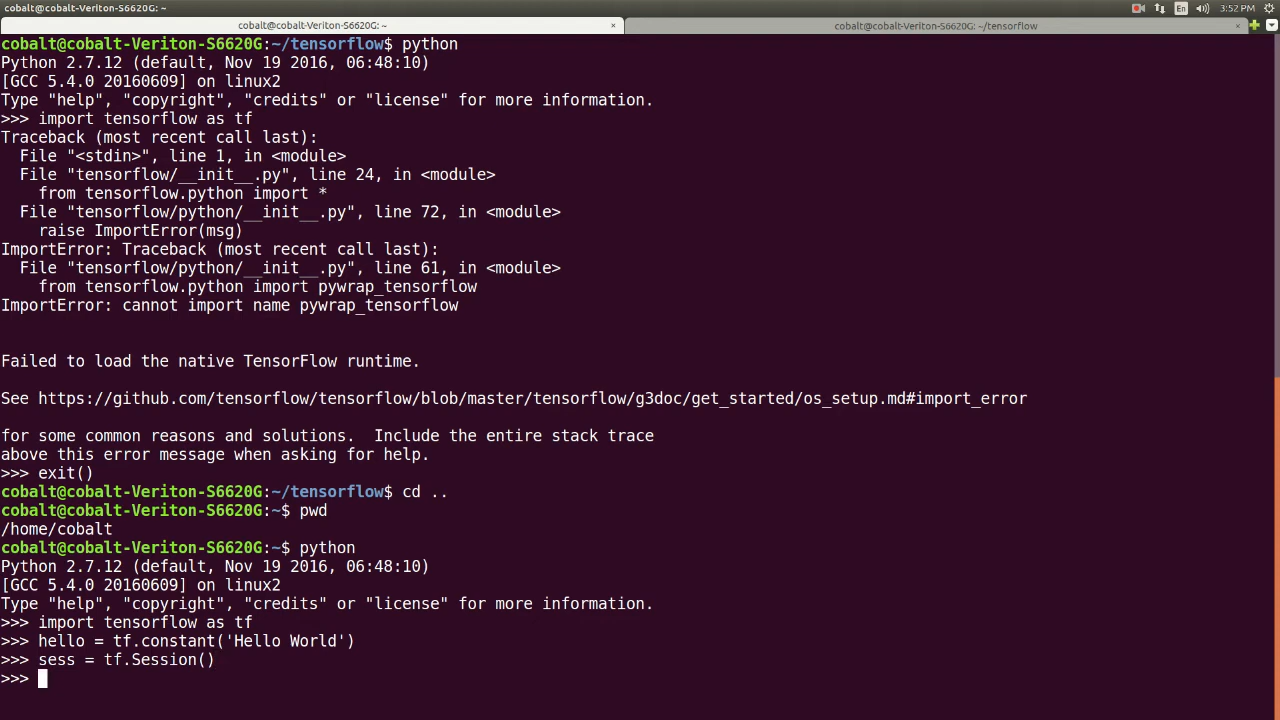 cobalt@cobalt-Veriton-S6620G: ~
En
3:52 PM
cobalt@cobalt-Veriton-S6620G: ~ ×
cobalt@cobalt-Veriton-S6620G: ~/tensorflow ×
cobalt@cobalt-Veriton-S6620G:~/tensorflow$ python
Python 2.7.12 (default, Nov 19 2016, 06:48:10)
[GCC 5.4.0 20160609] on linux2
Type "help", "copyright", "credits" or "license" for more information.
>>> import tensorflow as tf
Traceback (most recent call last):
  File "<stdin>", line 1, in <module>
  File "tensorflow/__init__.py", line 24, in <module>
    from tensorflow.python import *
  File "tensorflow/python/__init__.py", line 72, in <module>
    raise ImportError(msg)
ImportError: Traceback (most recent call last):
  File "tensorflow/python/__init__.py", line 61, in <module>
    from tensorflow.python import pywrap_tensorflow
ImportError: cannot import name pywrap_tensorflow
Failed to load the native TensorFlow runtime.
See https://github.com/tensorflow/tensorflow/blob/master/tensorflow/g3doc/get_started/os_setup.md#import_error
for some common reasons and solutions.  Include the entire stack trace
above this error message when asking for help.
>>> exit()
cobalt@cobalt-Veriton-S6620G:~/tensorflow$ cd ..
cobalt@cobalt-Veriton-S6620G:~$ pwd
/home/cobalt
cobalt@cobalt-Veriton-S6620G:~$ python
Python 2.7.12 (default, Nov 19 2016, 06:48:10)
[GCC 5.4.0 20160609] on linux2
Type "help", "copyright", "credits" or "license" for more information.
>>> import tensorflow as tf
>>> hello = tf.constant('Hello World')
>>> sess = tf.Session()
>>>